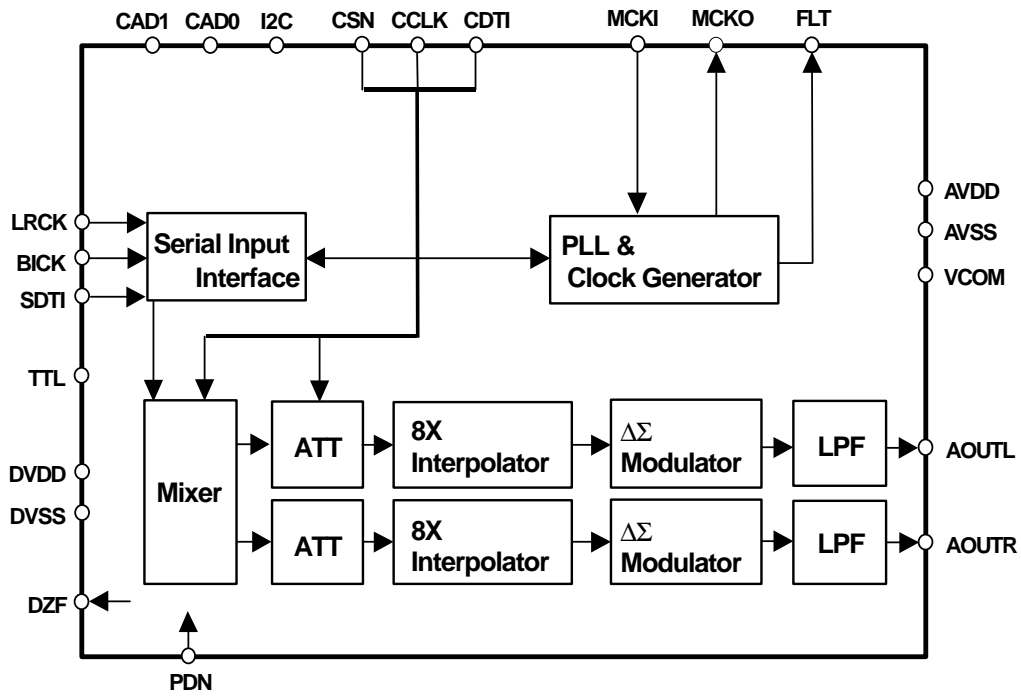 CAD1 CAD0 I2C CSN CCLK CDTI MCKI MCKO FLT
LRCK
BICK
SDTI
TTL
DVDD
DVSS
DZF
PDN
Serial Input
Interface
PLL &
Clock Generator
AVDD
AVSS
VCOM
Mixer
ATT
8X
Interpolator
ΔΣ
Modulator
LPF
AOUTL
ATT
8X
Interpolator
ΔΣ
Modulator
LPF
AOUTR